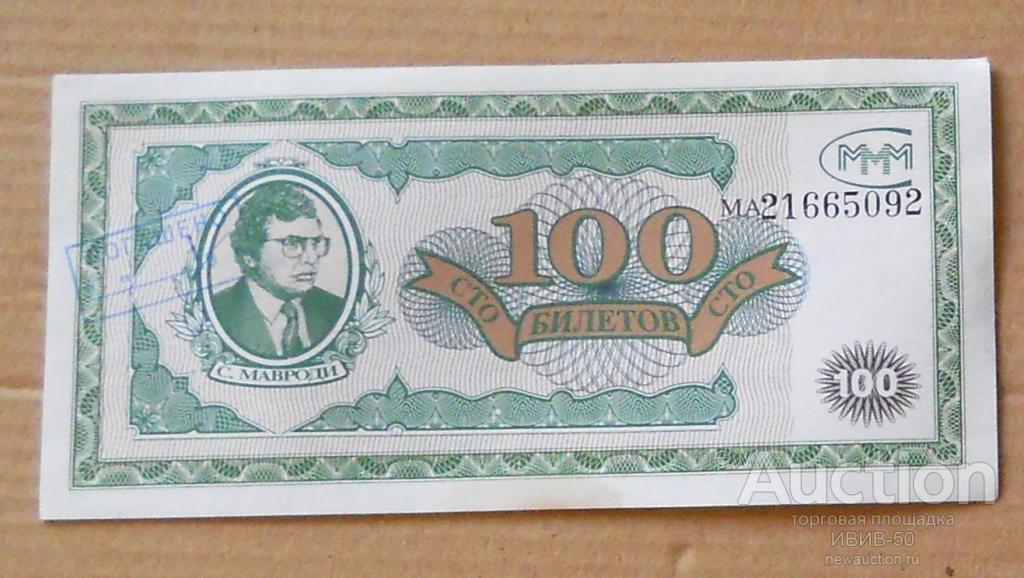 МММ
МА21665092
100
СТО БИЛЕТОВ СТО
С. МАВРОДИ
100
Auction
торговая площадка
ИВИВ-50
newauction.ru